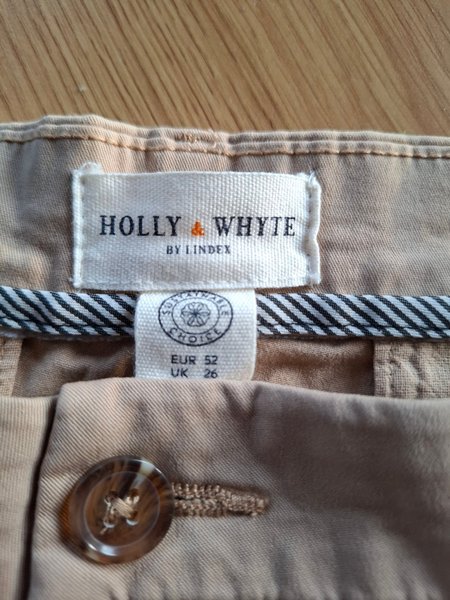 HOLLY & WHYTE
BY LINDEX
SUSTAINABLE
CHOICE
EUR 52
UK 26